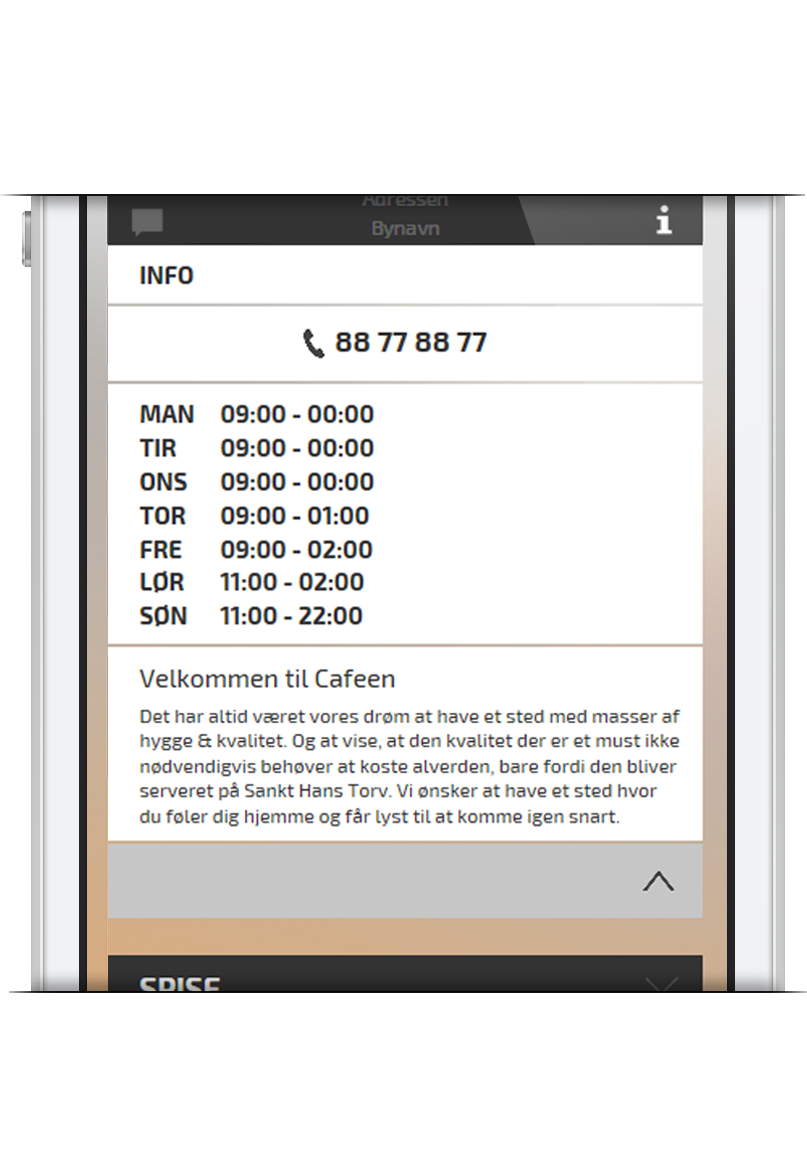 Adressen
Bynavn
INFO
88 77 88 77
MAN 09:00 - 00:00
TIR 09:00 - 00:00
ONS 09:00 - 00:00
TOR 09:00 - 01:00
FRE 09:00 - 02:00
LØR 11:00 - 02:00
SØN 11:00 - 22:00
Velkommen til Cafeen
Det har altid været vores drøm at have et sted med masser af
hygge & kvalitet. Og at vise, at den kvalitet der er et must ikke
nødvendigvis behøver at koste alverden, bare fordi den bliver
serveret på Sankt Hans Torv. Vi ønsker at have et sted hvor
du føler dig hjemme og får lyst til at komme igen snart.
SPISE